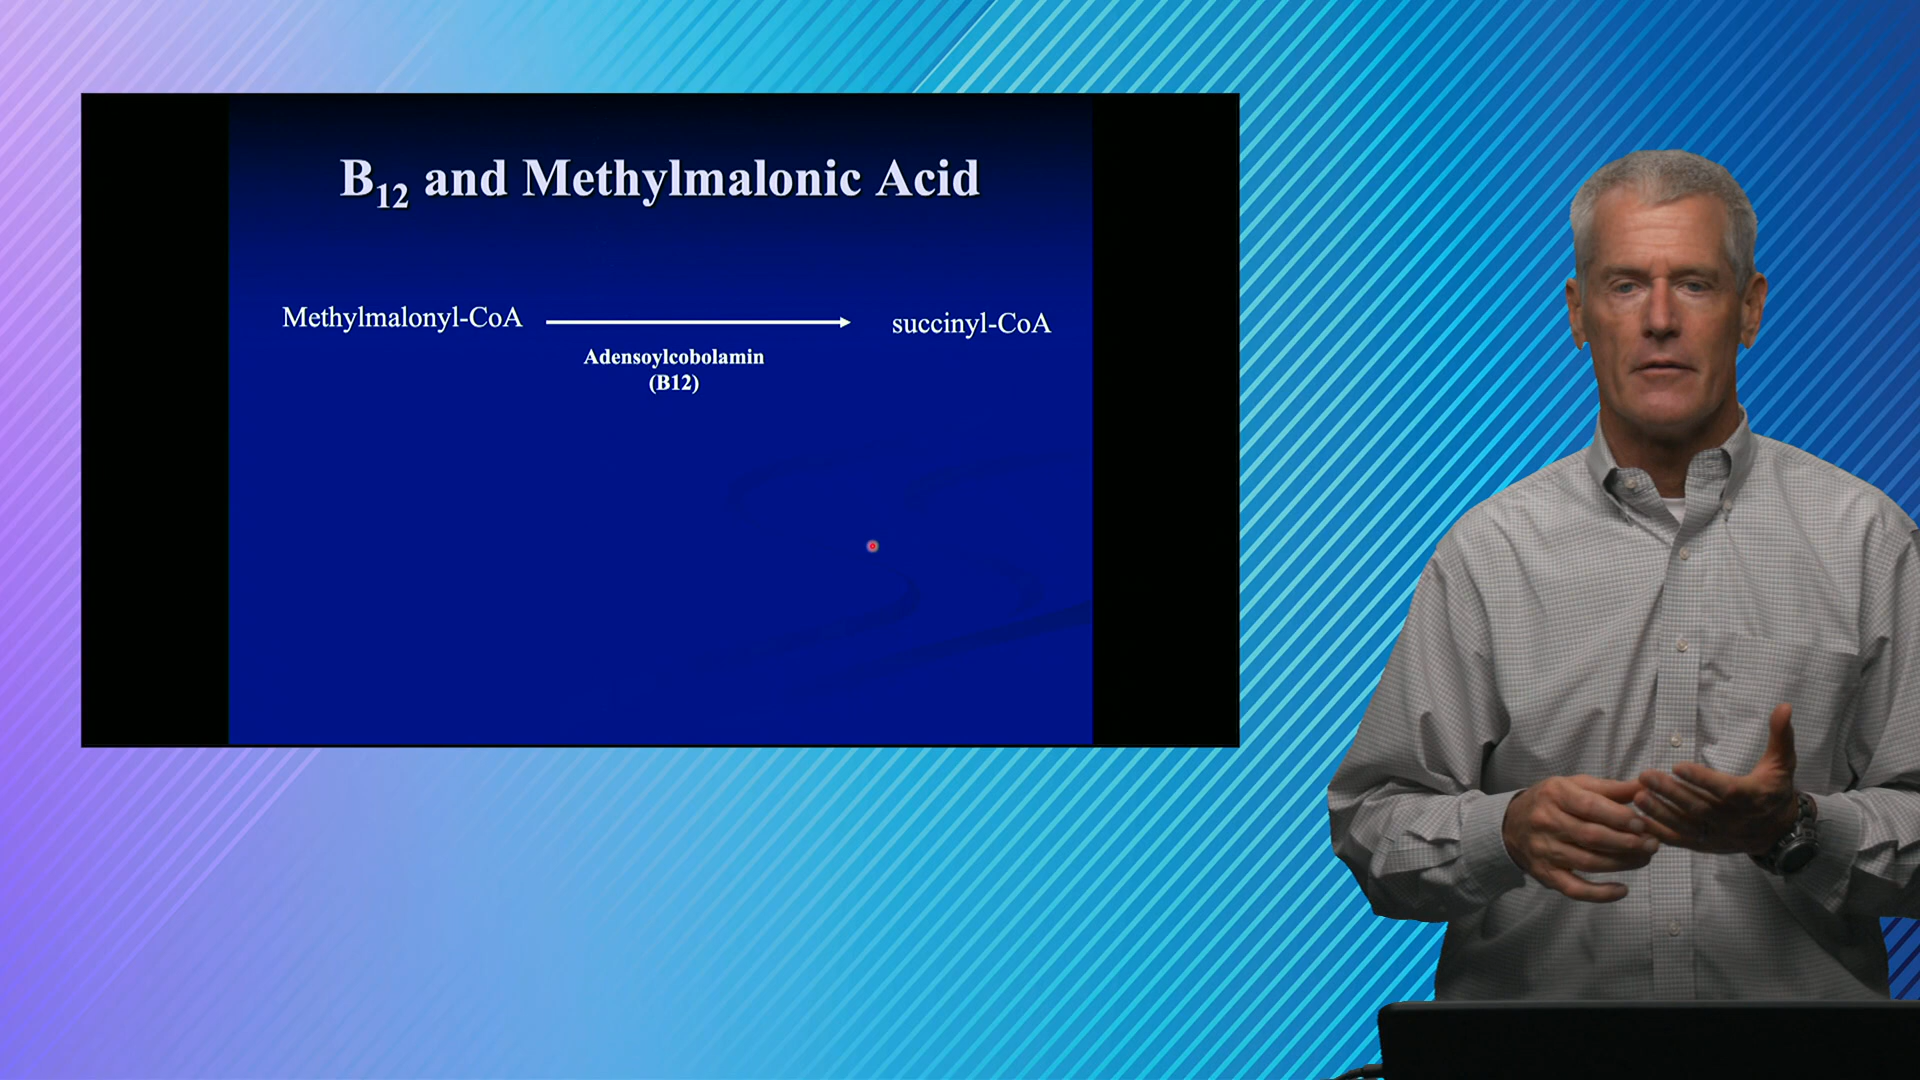 B12 and Methylmalonic Acid
Methylmalonyl-CoA
succinyl-CoA
Adensoylcobolamin
(B12)